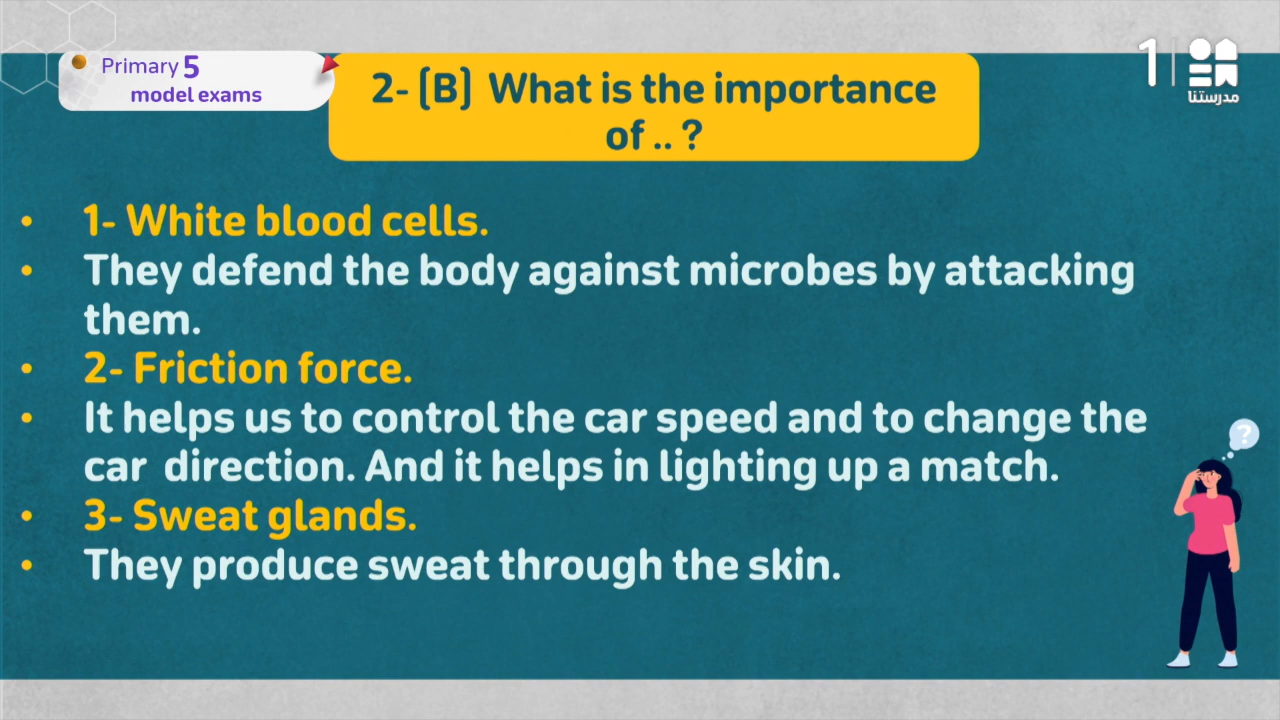 Primary 5
model exams
2- (B) What is the importance
of .. ?
1
مدرستنا
• 1- White blood cells.
• They defend the body against microbes by attacking
them.
• 2- Friction force.
• It helps us to control the car speed and to change the
car direction. And it helps in lighting up a match.
• 3- Sweat glands.
• They produce sweat through the skin.
?